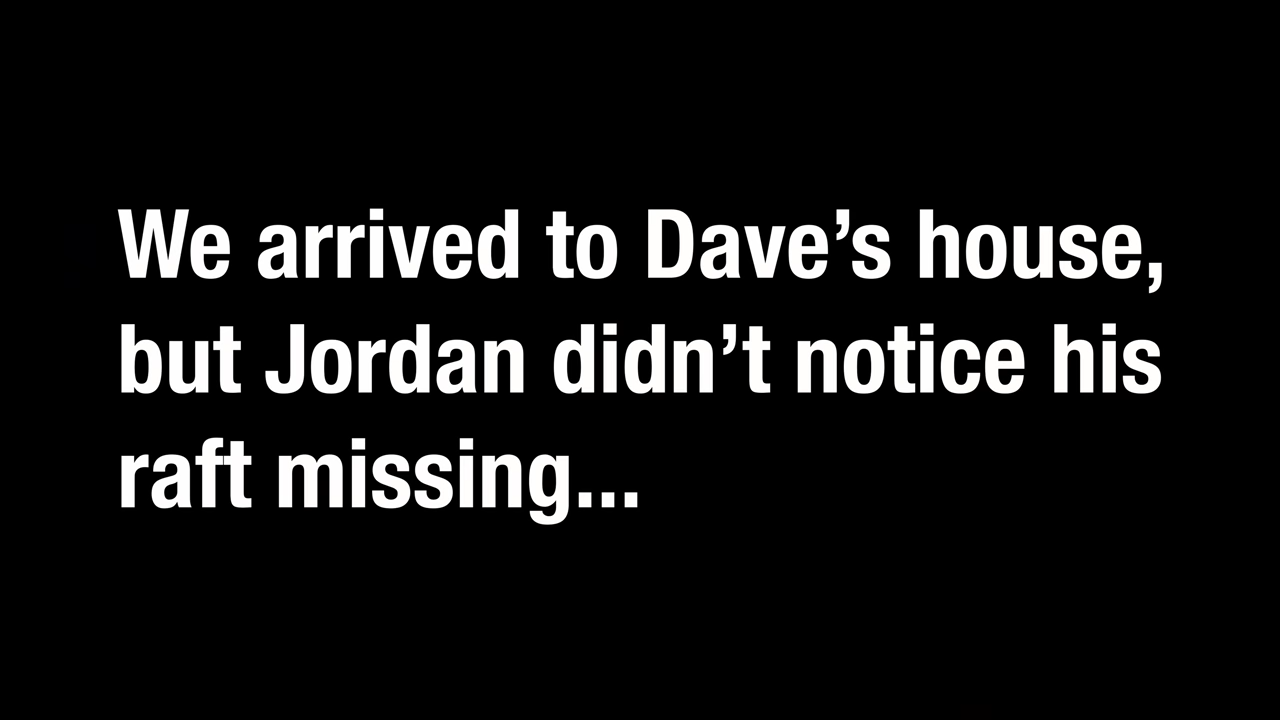 We arrived to Dave’s house,
but Jordan didn’t notice his
raft missing...